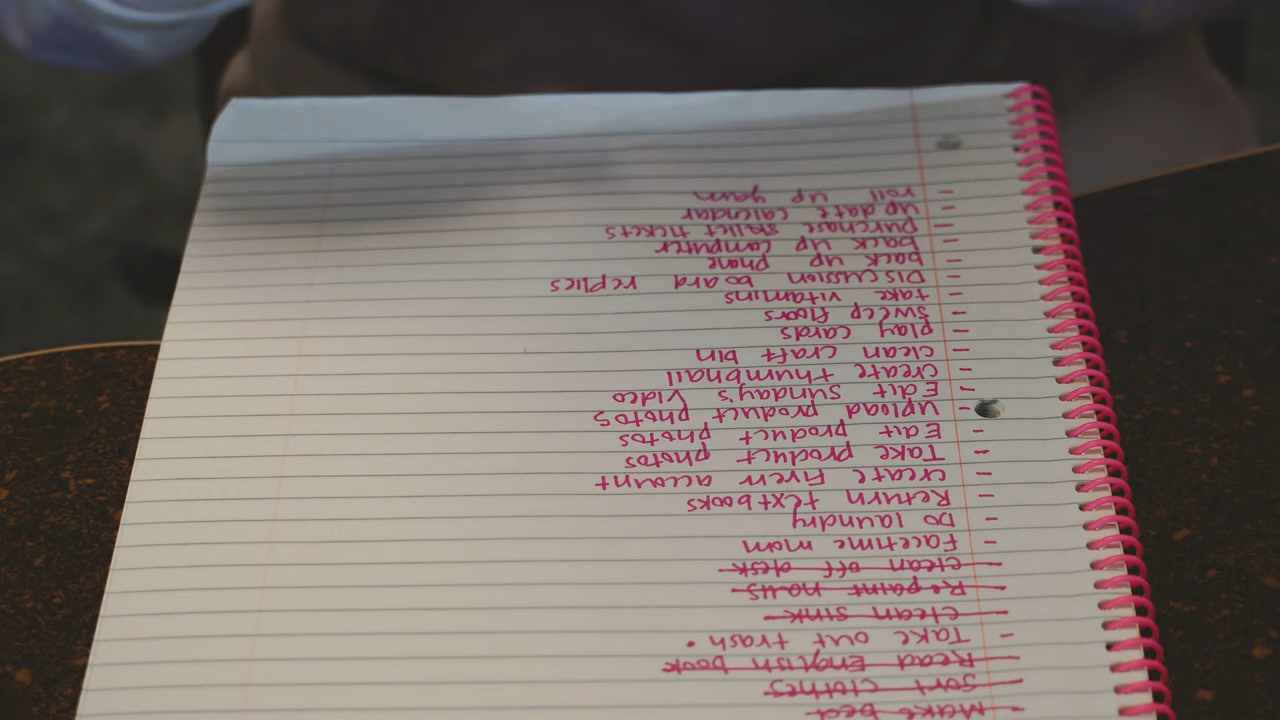 - Make bed
- Sort clothes
- Read English book
- Take out trash.
- clean sink
- Repaint nails
- clean off desk
- Facetime mom
- Do laundry
- Return textbooks
- create fiverr account
- Take product photos
- Edit product photos
- upload product photos
- Edit sunday's video
- create thumbnail
- clean craft bin
- play cards
- sweep floors
- take vitamins
- Discussion board replies
- back up phone
- back up computer
- purchase skillet tickets
- update calendar
- roll up yarn